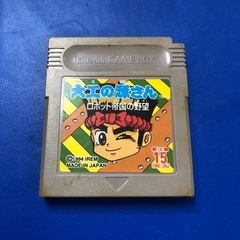 Nintendo GAME BOY
大工の源さん
ロボット帝国の野望
15
©1994 IREM
MADE IN JAPAN